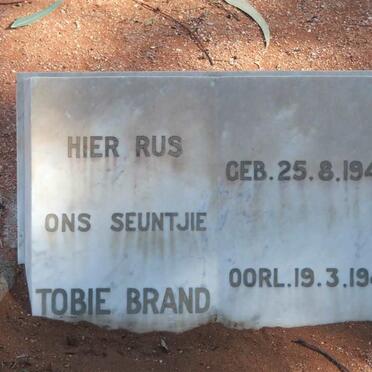 HIER RUS
ONS SEUNTJIE
TOBIE BRAND
GEB.25.8.194
OORL.19.3.194